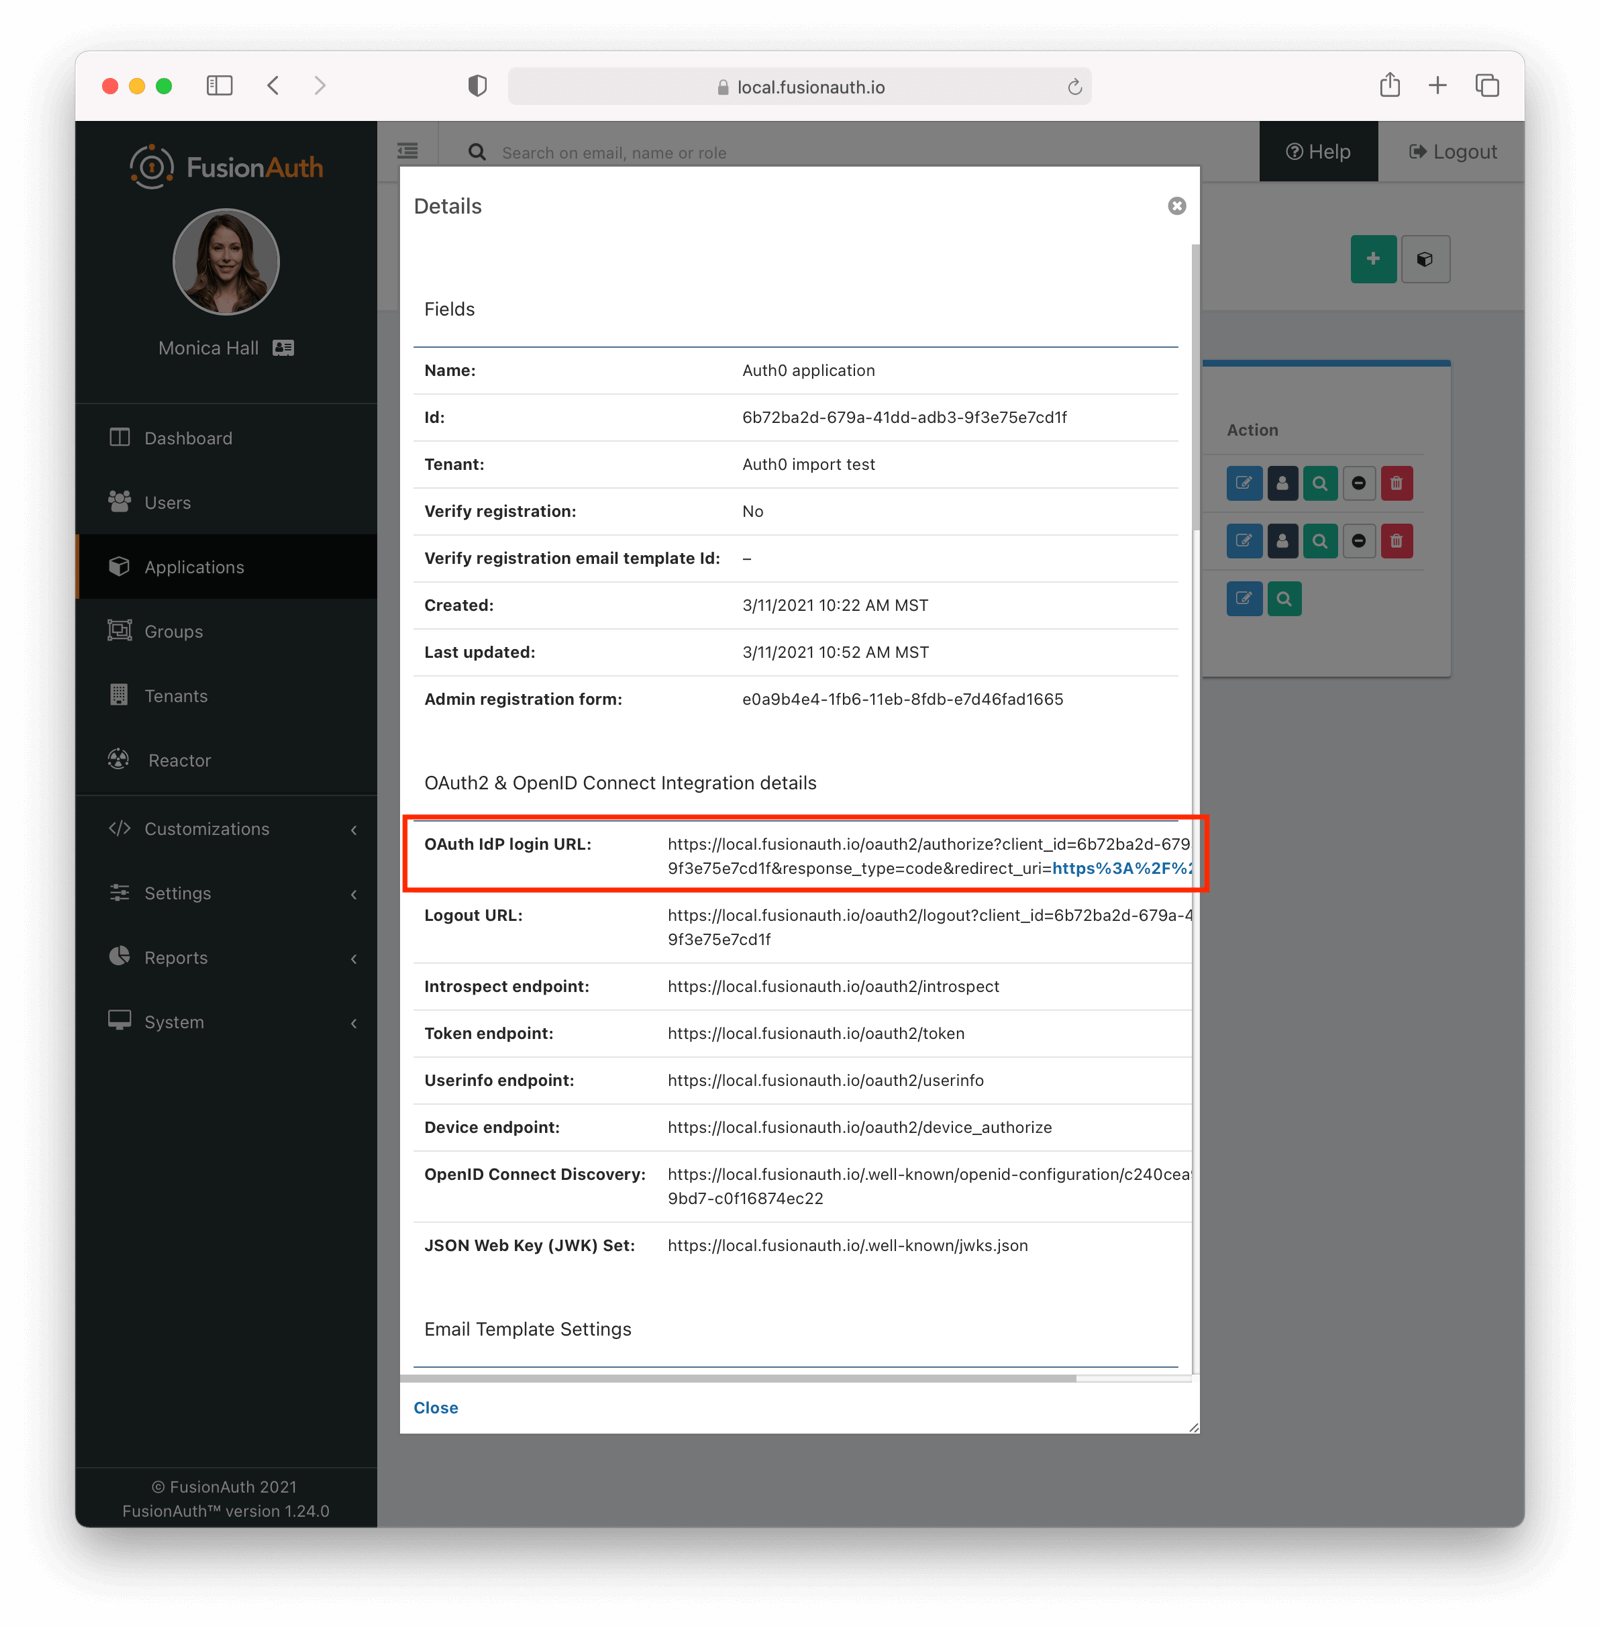 local.fusionauth.io
FusionAuth
Search on email, name or role
Help
Logout
Monica Hall
Dashboard
Users
Applications
Groups
Tenants
Reactor
Customizations
Settings
Reports
System
© FusionAuth 2021
FusionAuth™ version 1.24.0
Details
Fields
Name: Auth0 application
Id: 6b72ba2d-679a-41dd-adb3-9f3e75e7cd1f
Tenant: Auth0 import test
Verify registration: No
Verify registration email template Id: –
Created: 3/11/2021 10:22 AM MST
Last updated: 3/11/2021 10:52 AM MST
Admin registration form: e0a9b4e4-1fb6-11eb-8fdb-e7d46fad1665
OAuth2 & OpenID Connect Integration details
OAuth IdP login URL: https://local.fusionauth.io/oauth2/authorize?client_id=6b72ba2d-679
9f3e75e7cd1f&response_type=code&redirect_uri=https%3A%2F%2
Logout URL: https://local.fusionauth.io/oauth2/logout?client_id=6b72ba2d-679a-4
9f3e75e7cd1f
Introspect endpoint: https://local.fusionauth.io/oauth2/introspect
Token endpoint: https://local.fusionauth.io/oauth2/token
Userinfo endpoint: https://local.fusionauth.io/oauth2/userinfo
Device endpoint: https://local.fusionauth.io/oauth2/device_authorize
OpenID Connect Discovery: https://local.fusionauth.io/.well-known/openid-configuration/c240cea9
9bd7-c0f16874ec22
JSON Web Key (JWK) Set: https://local.fusionauth.io/.well-known/jwks.json
Email Template Settings
Close
Action